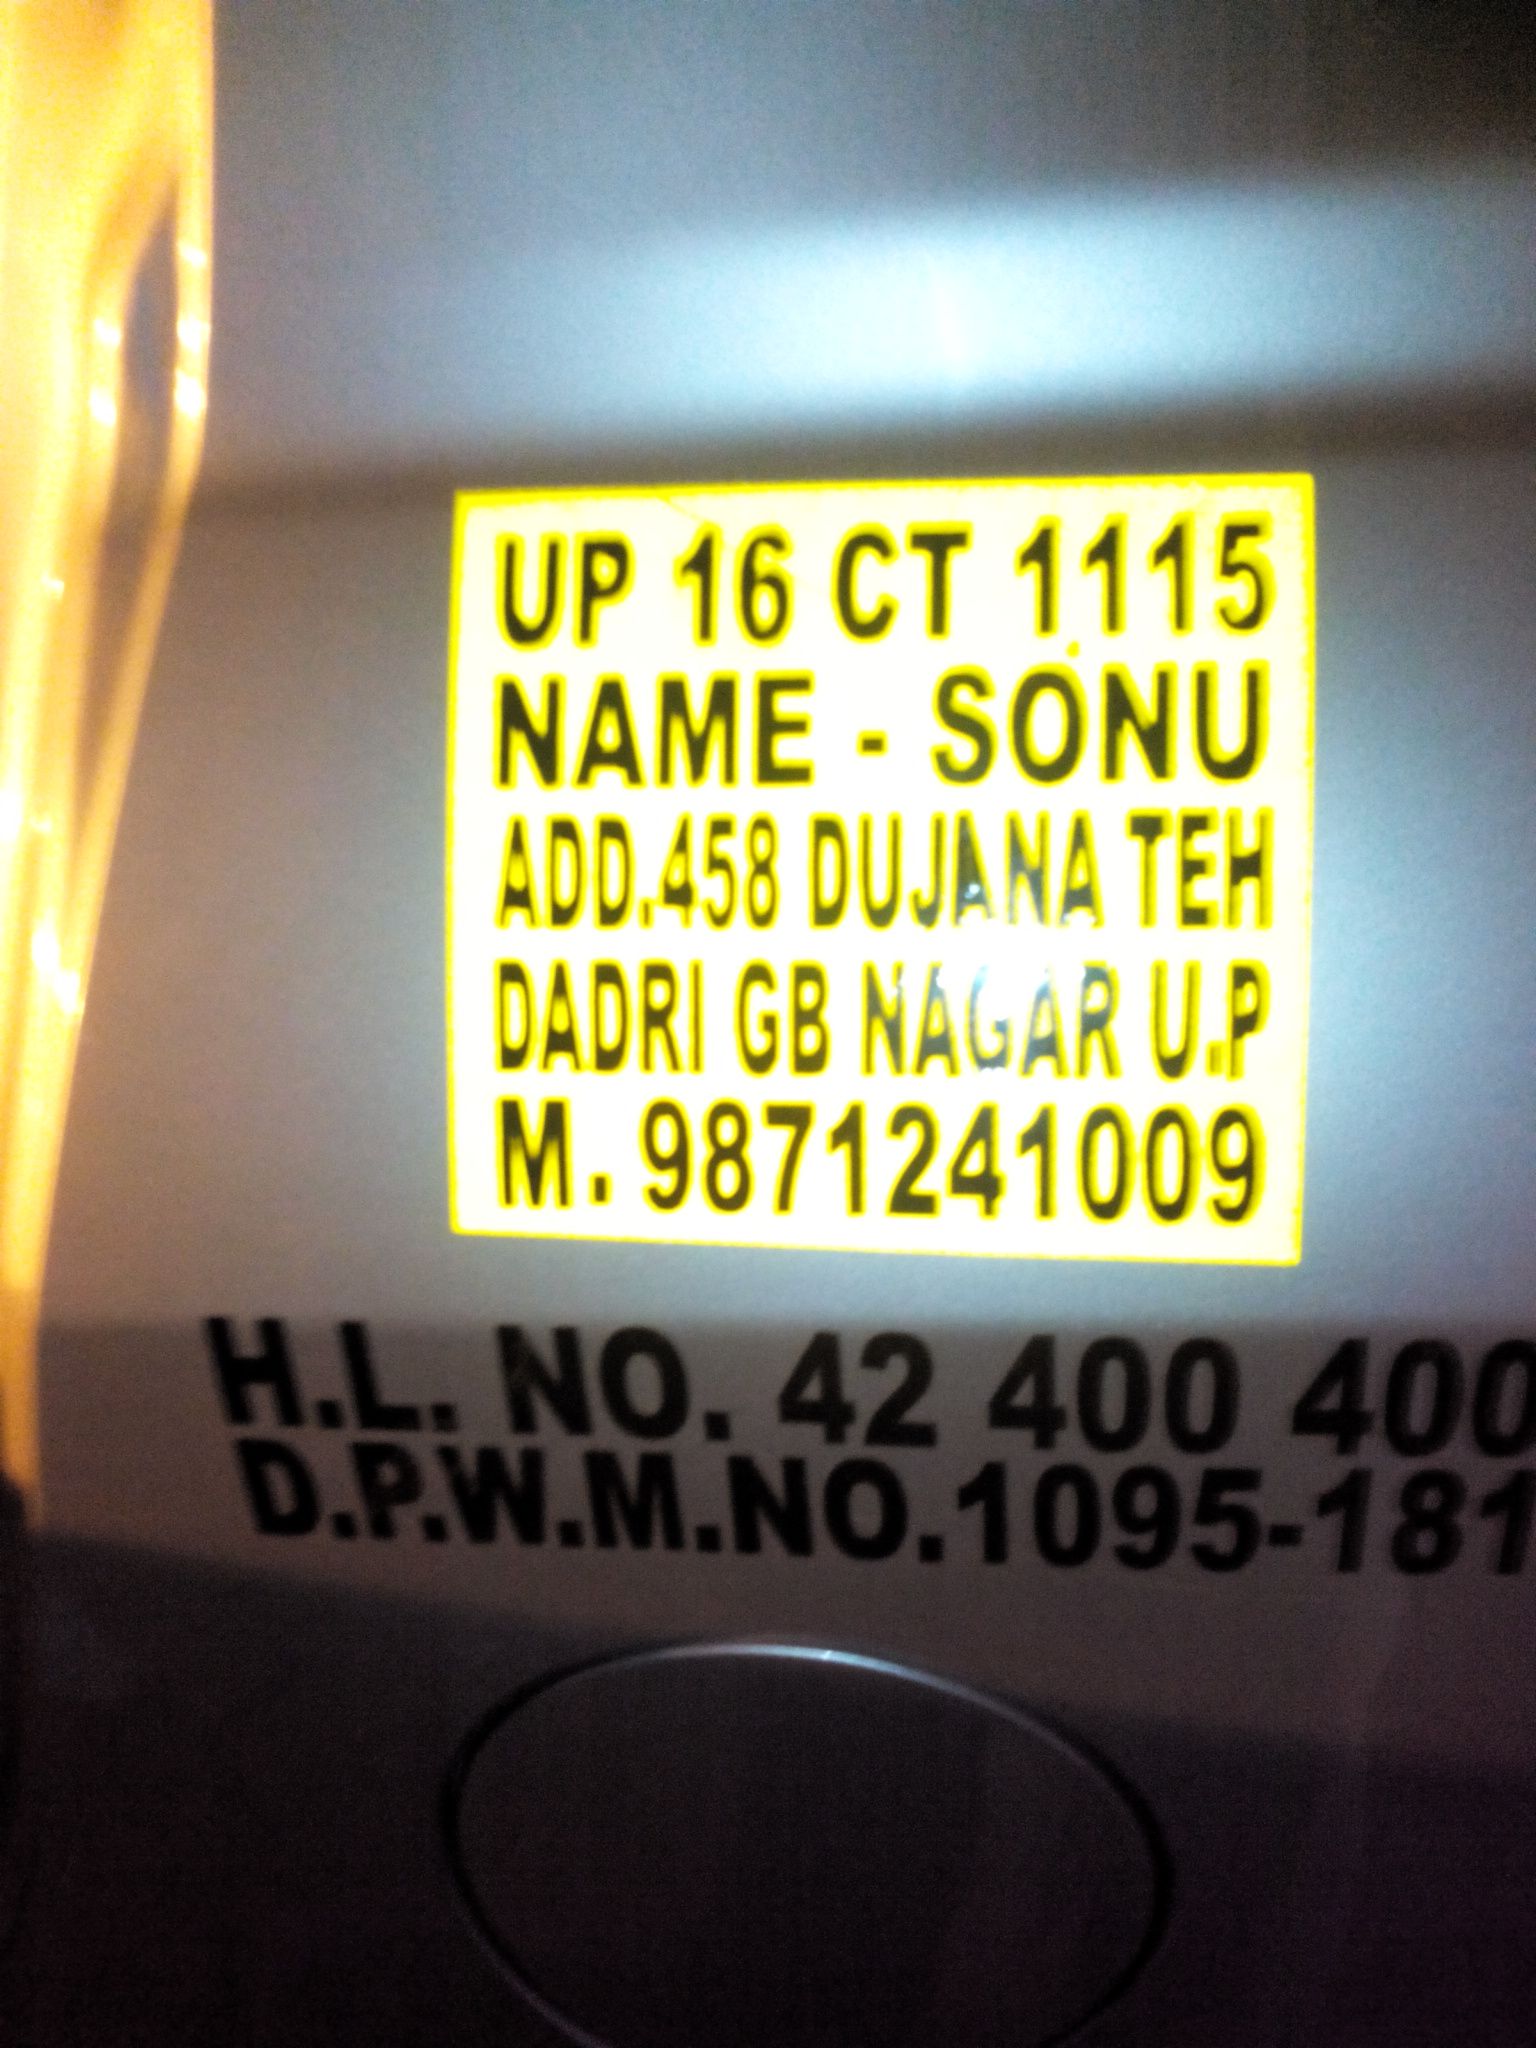 UP 16 CT 1115
NAME - SONU
ADD.458 DUJANA TEH
DADRI GB NAGAR U.P
M. 9871241009
H.L. NO. 42 400 400
D.P.W.M.NO.1095-181